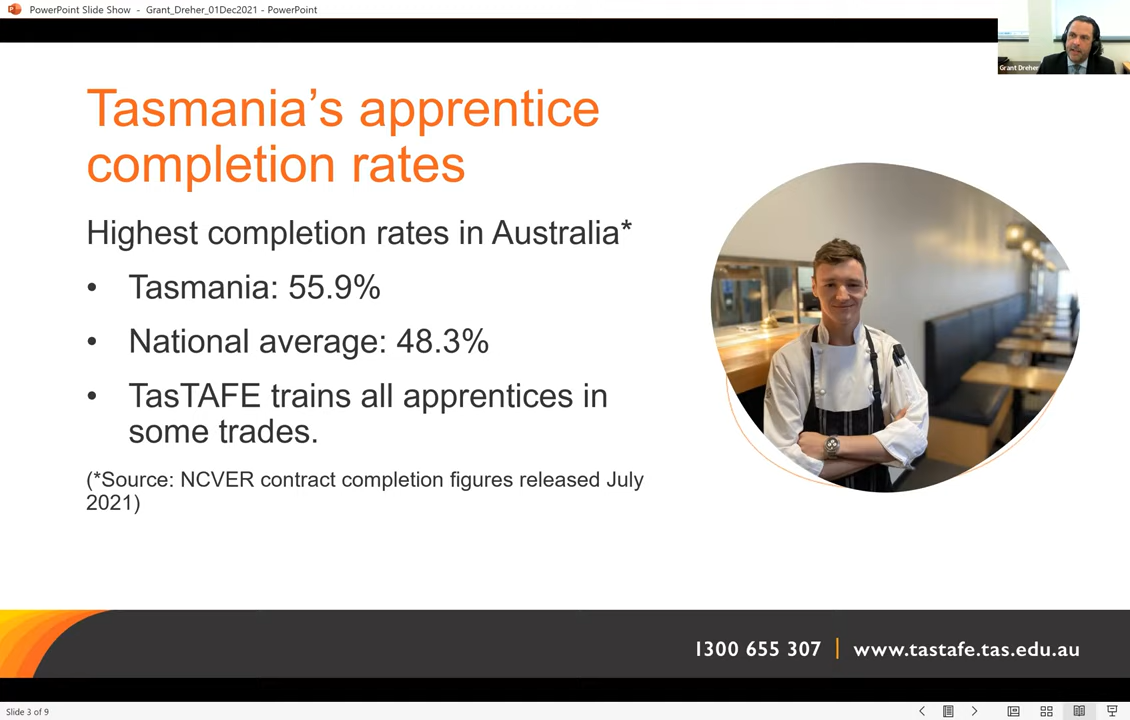 PowerPoint Slide Show - Grant_Dreher_01Dec2021 - PowerPoint
Grant Dreher
Tasmania’s apprentice
completion rates
Highest completion rates in Australia*
• Tasmania: 55.9%
• National average: 48.3%
• TasTAFE trains all apprentices in
some trades.
(*Source: NCVER contract completion figures released July
2021)
1300 655 307 | www.tastafe.tas.edu.au
Slide 3 of 9